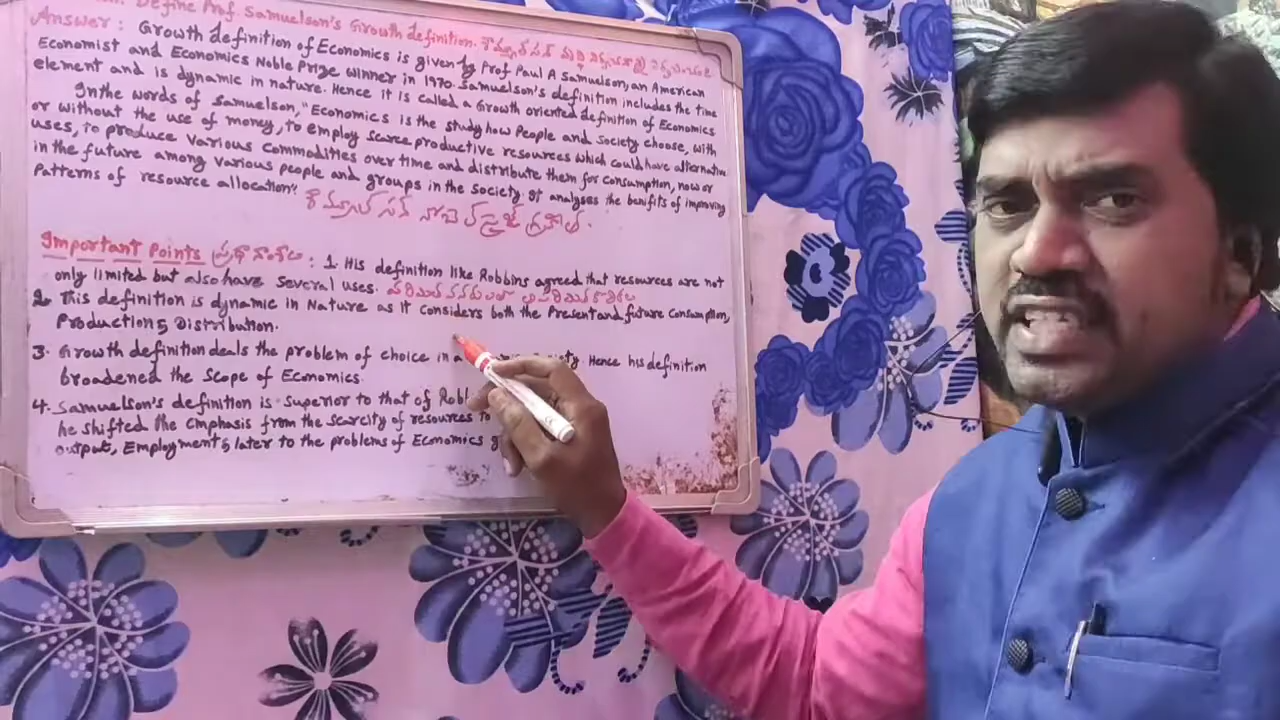 Define Prof. Samuelson's Growth definition.
Answer : Growth definition of Economics is given by Prof Paul A Samuelson, an American
Economist and Economics Noble Prize winner in 1970. Samuelson's definition includes the time
element and is dynamic in nature. Hence it is called a Growth oriented definition of Economics
In the words of Samuelson, "Economics is the study how People and Society choose, with
or without the use of money, to employ scarce productive resources which could have alternative
uses, to produce various commodities over time and distribute them for consumption, now or
in the future among various people and groups in the society. It analyses the benifits of improving
Patterns of resource allocation"
Important Points : 1. His definition like Robbins agreed that resources are not
only limited but also have several uses.
2. This definition is dynamic in Nature as it considers both the Present and future Consumption,
Production & Distribution.
3. Growth definition deals the problem of choice in a Hence his definition
broadened the Scope of Economics.
4. Samuelson's definition is superior to that of Rob
he shifted the emphasis from the scarcity of resources to
output, Employment & later to the problems of Economics g